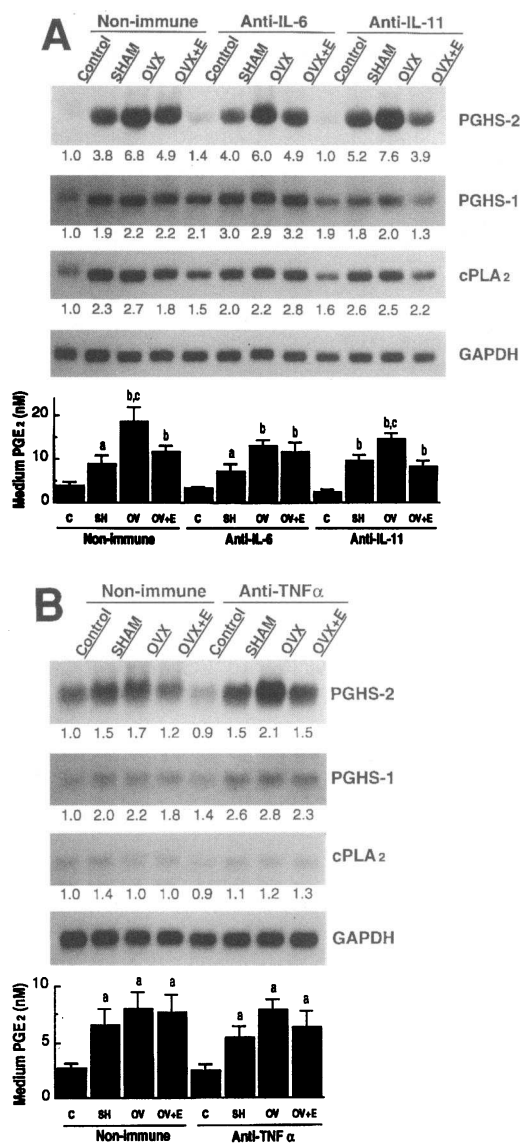 A
Non-immune Anti-IL-6 Anti-IL-11
Control SHAM OVX OVX+E Control SHAM OVX OVX+E Control SHAM OVX OVX+E
PGHS-2
1.0 3.8 6.8 4.9 1.4 4.0 6.0 4.9 1.0 5.2 7.6 3.9
PGHS-1
1.0 1.9 2.2 2.2 2.1 3.0 2.9 3.2 1.9 1.8 2.0 1.3
cPLA2
1.0 2.3 2.7 1.8 1.5 2.0 2.2 2.8 1.6 2.6 2.5 2.2
GAPDH
Medium PGE2 (nM)
20
10
0
a b,c b a b b b b,c b
C SH OV OV+E C SH OV OV+E C SH OV OV+E
Non-immune Anti-IL-6 Anti-IL-11
B
Non-immune Anti-TNFα
Control SHAM OVX OVX+E Control SHAM OVX OVX+E
PGHS-2
1.0 1.5 1.7 1.2 0.9 1.5 2.1 1.5
PGHS-1
1.0 2.0 2.2 1.8 1.4 2.6 2.8 2.3
cPLA2
1.0 1.4 1.0 1.0 0.9 1.1 1.2 1.3
GAPDH
Medium PGE2 (nM)
10
5
0
a a a a a a
C SH OV OV+E C SH OV OV+E
Non-immune Anti-TNF α